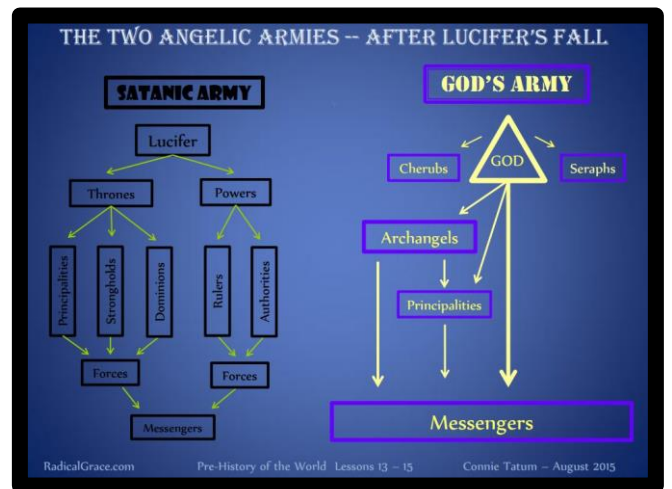 THE TWO ANGELIC ARMIES -- AFTER LUCIFER'S FALL
SATANIC ARMY
Lucifer
Thrones
Powers
Principalities
Strongholds
Dominions
Rulers
Authorities
Forces
Forces
Messengers
GOD'S ARMY
GOD
Cherubs
Seraphs
Archangels
Principalities
Messengers
RadicalGrace.com
Pre-History of the World Lessons 13 – 15
Connie Tatum – August 2015